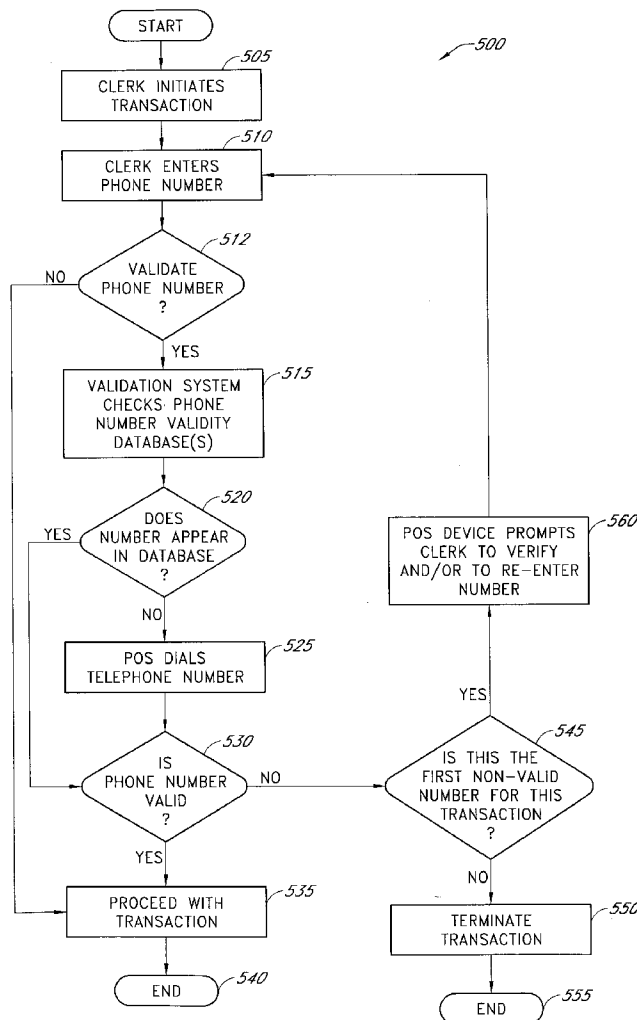 START
500
505
CLERK INITIATES
TRANSACTION
510
CLERK ENTERS
PHONE NUMBER
512
VALIDATE
PHONE NUMBER
?
NO
YES
515
VALIDATION SYSTEM
CHECKS PHONE
NUMBER VALIDITY
DATABASE(S)
520
DOES
NUMBER APPEAR
IN DATABASE
?
YES
NO
525
POS DIALS
TELEPHONE NUMBER
530
IS
PHONE NUMBER
VALID
?
NO
YES
535
PROCEED WITH
TRANSACTION
END
540
560
POS DEVICE PROMPTS
CLERK TO VERIFY
AND/OR TO RE-ENTER
NUMBER
YES
545
IS THIS THE
FIRST NON-VALID
NUMBER FOR THIS
TRANSACTION
?
NO
550
TERMINATE
TRANSACTION
END
555